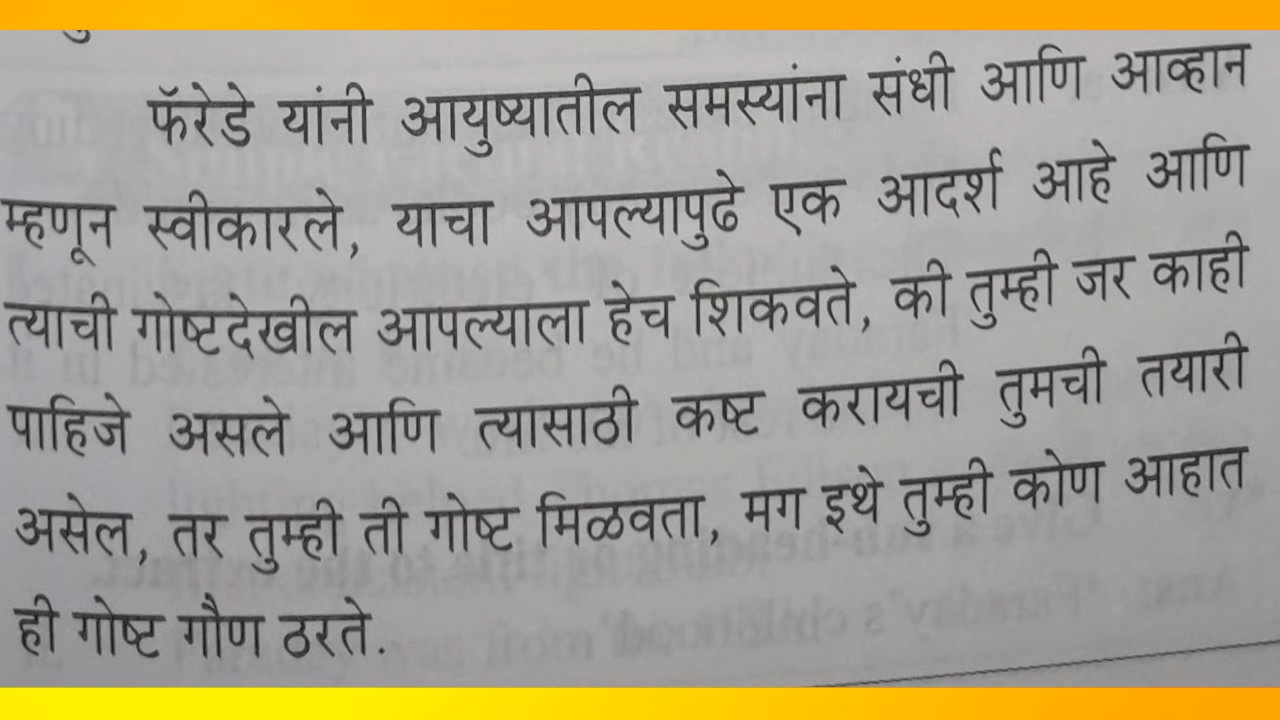 फॅरेडे यांनी आयुष्यातील समस्यांना संधी आणि आव्हान
म्हणून स्वीकारले, याचा आपल्यापुढे एक आदर्श आहे आणि
त्याची गोष्टदेखील आपल्याला हेच शिकवते, की तुम्ही जर काही
पाहिजे असले आणि त्यासाठी कष्ट करायची तुमची तयारी
असेल, तर तुम्ही ती गोष्ट मिळवता, मग इथे तुम्ही कोण आहात
ही गोष्ट गौण ठरते.